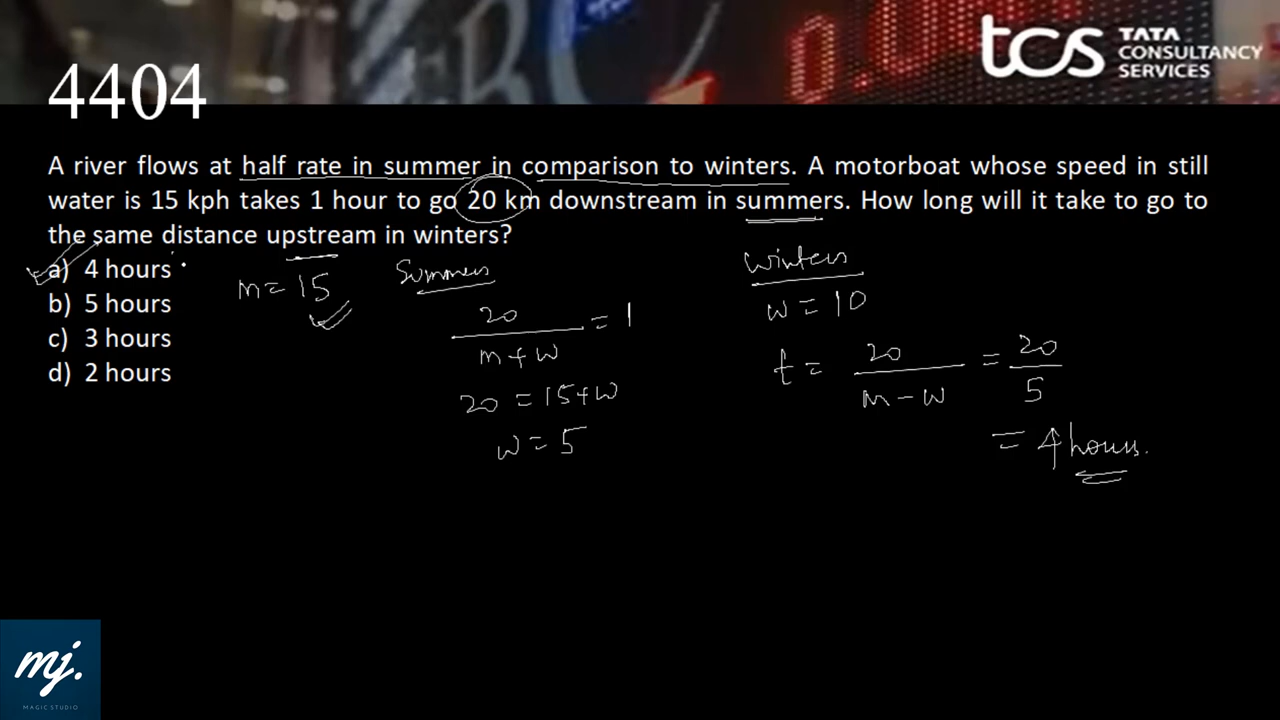 tcs TATA
CONSULTANCY
SERVICES
4404
A river flows at half rate in summer in comparison to winters. A motorboat whose speed in still
water is 15 kph takes 1 hour to go 20 km downstream in summers. How long will it take to go to
the same distance upstream in winters?
a) 4 hours
b) 5 hours
c) 3 hours
d) 2 hours
m = 15
Summers
20
m + w
= 1
20 = 15 + w
w = 5
Winters
w = 10
t = 20
m - w
= 20
5
= 4 hours.
mj.
MAGIC STUDIO